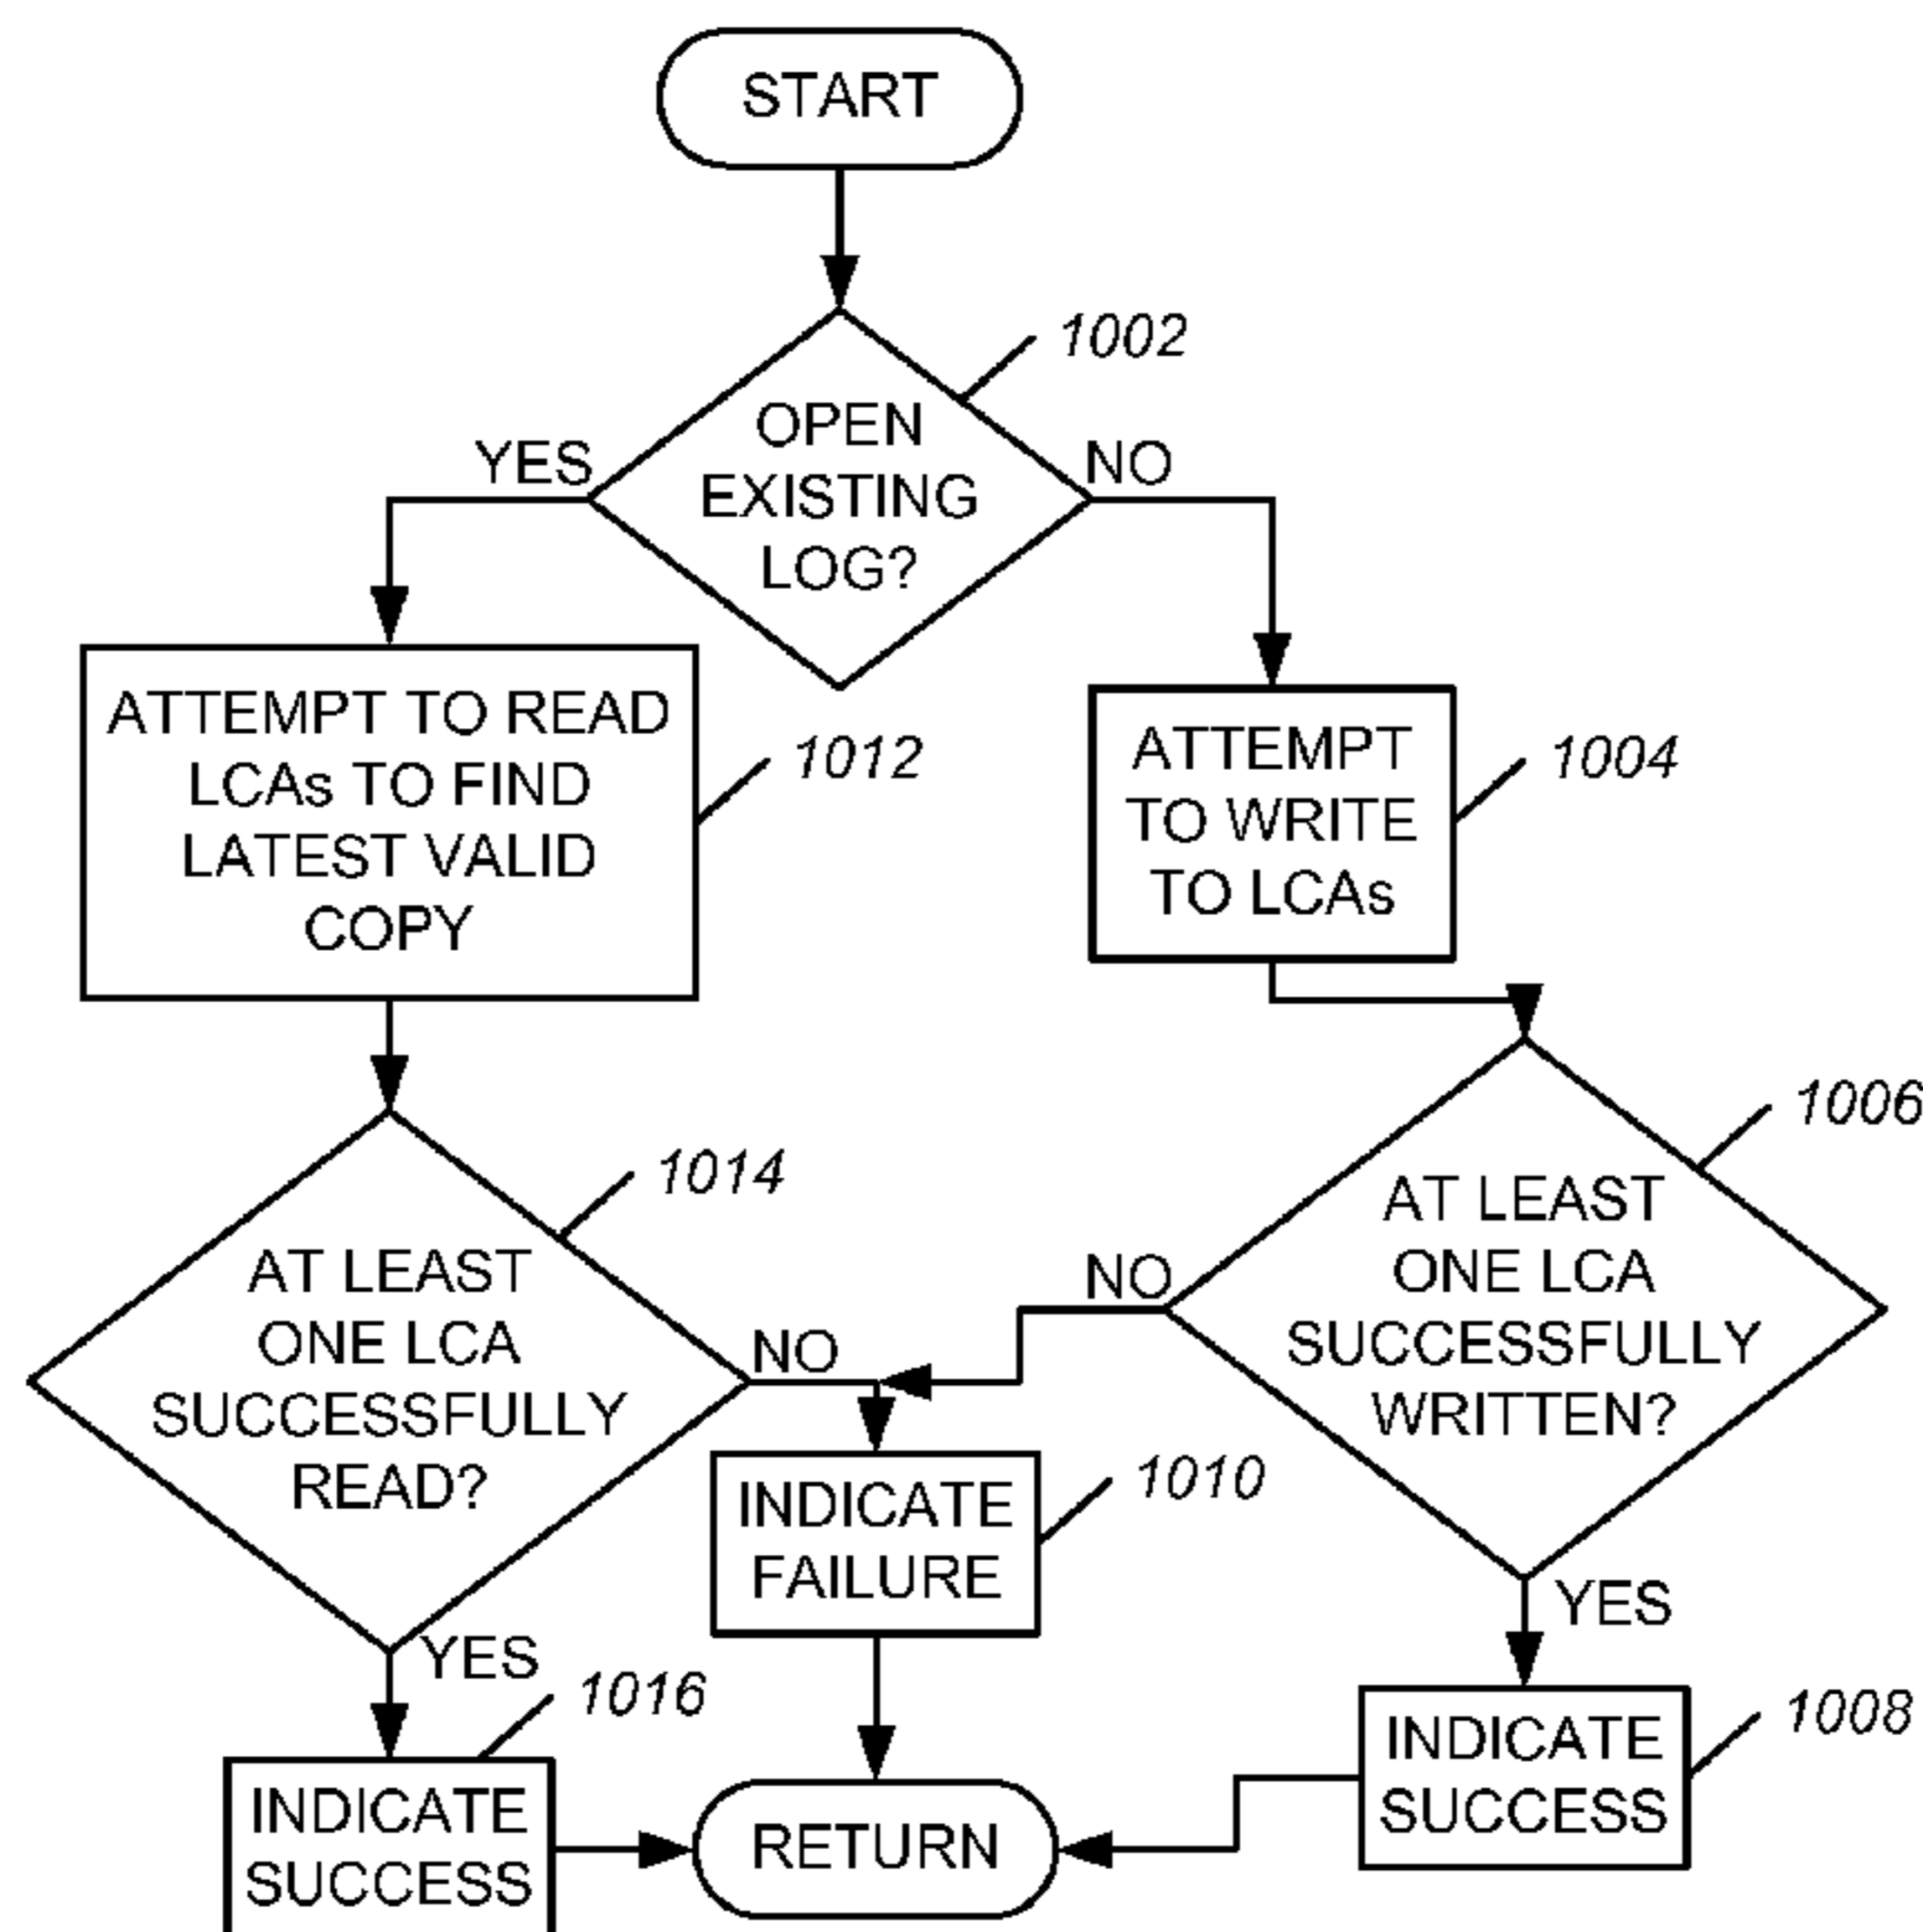 START
1002
OPEN
EXISTING
LOG?
YES
NO
ATTEMPT TO READ
LCAs TO FIND
LATEST VALID
COPY
1012
ATTEMPT
TO WRITE
TO LCAs
1004
1006
1014
AT LEAST
ONE LCA
SUCCESSFULLY
WRITTEN?
NO
AT LEAST
ONE LCA
SUCCESSFULLY
READ?
NO
INDICATE
FAILURE
1010
YES
YES
1016
1008
INDICATE
SUCCESS
RETURN
INDICATE
SUCCESS